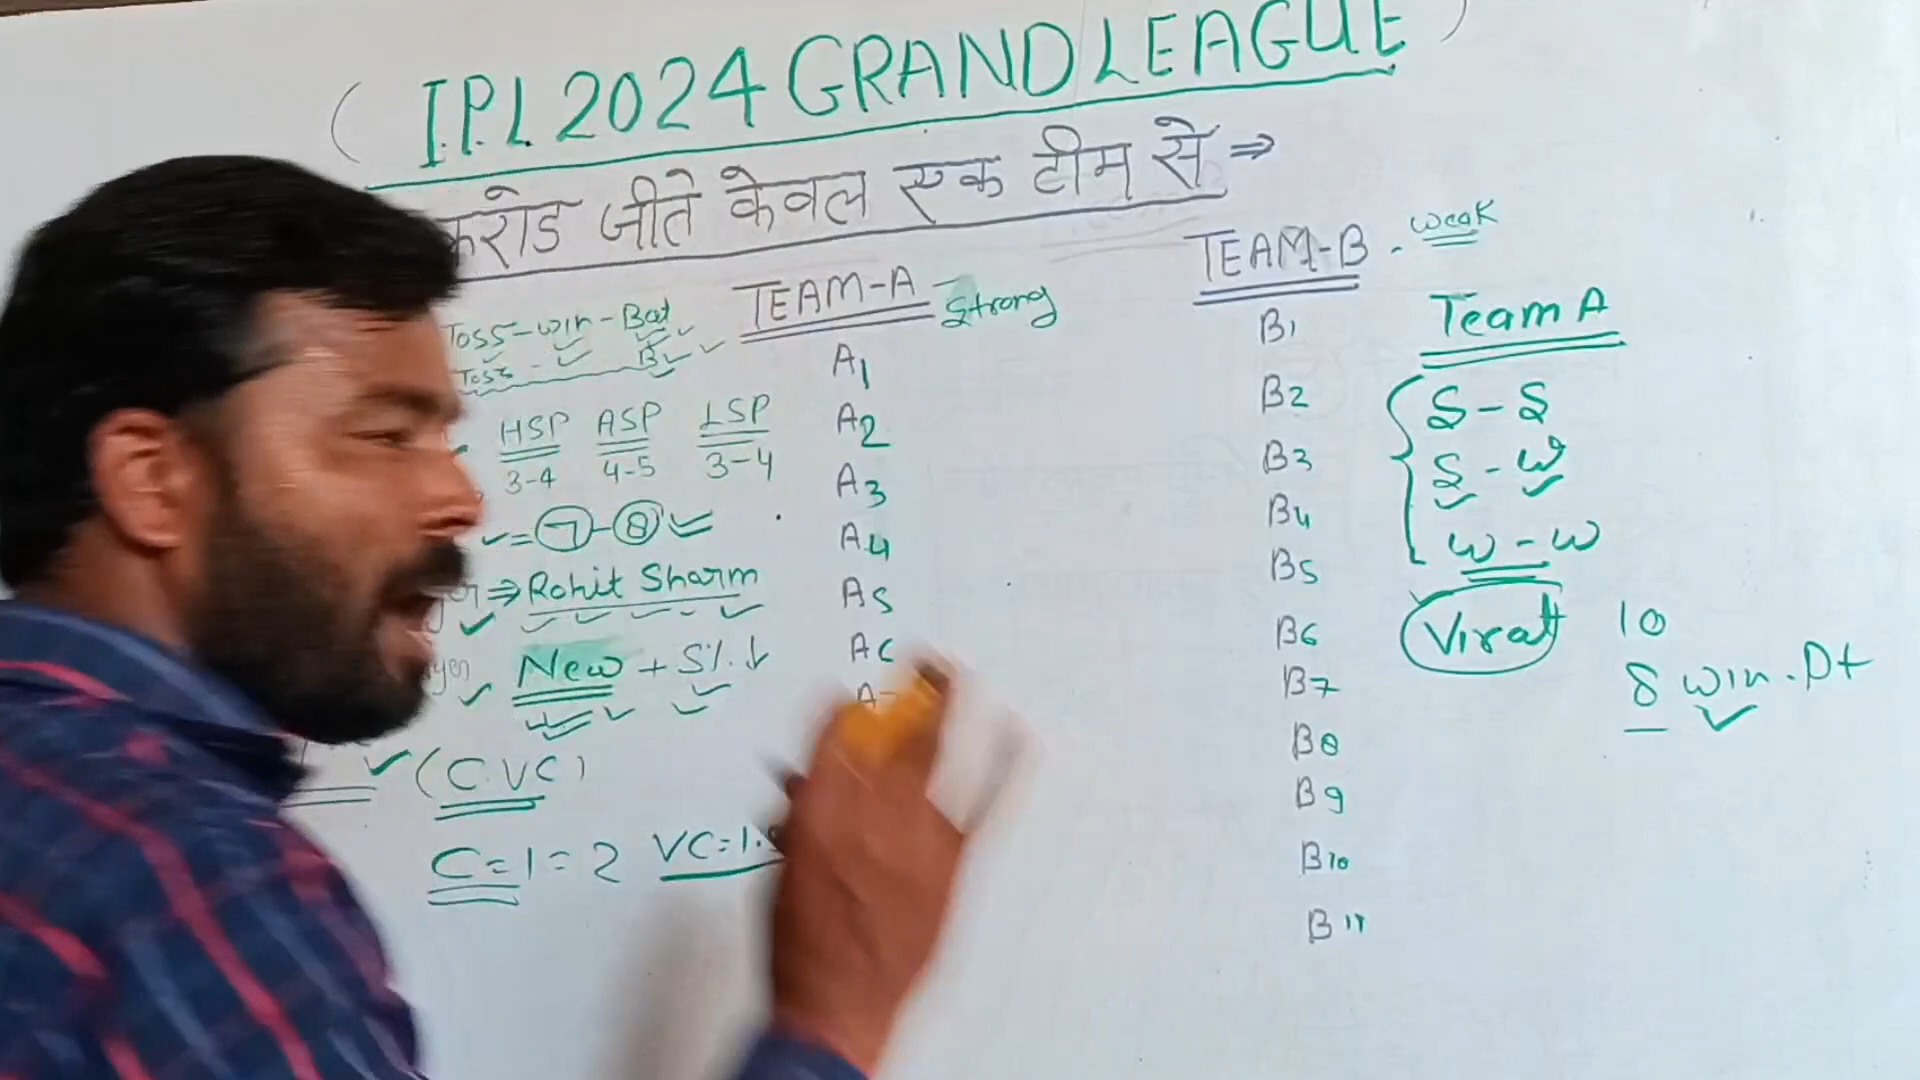 ( I.P.L 2024 GRAND LEAGUE )
करोड जीते केवल एक टीम से ⇒
TEAM-A - Strong
TEAM-B - weak
Toss-win-Bat
Toss -
HSP ASP LSP
3-4 4-5 3-4
= 7-8
⇒ Rohit Sharm
New + S%. ↓
(C.VC)
C=1=2 VC=1.
A1
A2
A3
A4
A5
A6
B1
B2
B3
B4
B5
B6
B7
B8
B9
B10
B11
Team A
S-S
S-W
W-W
Virat 10
8 win.Pt